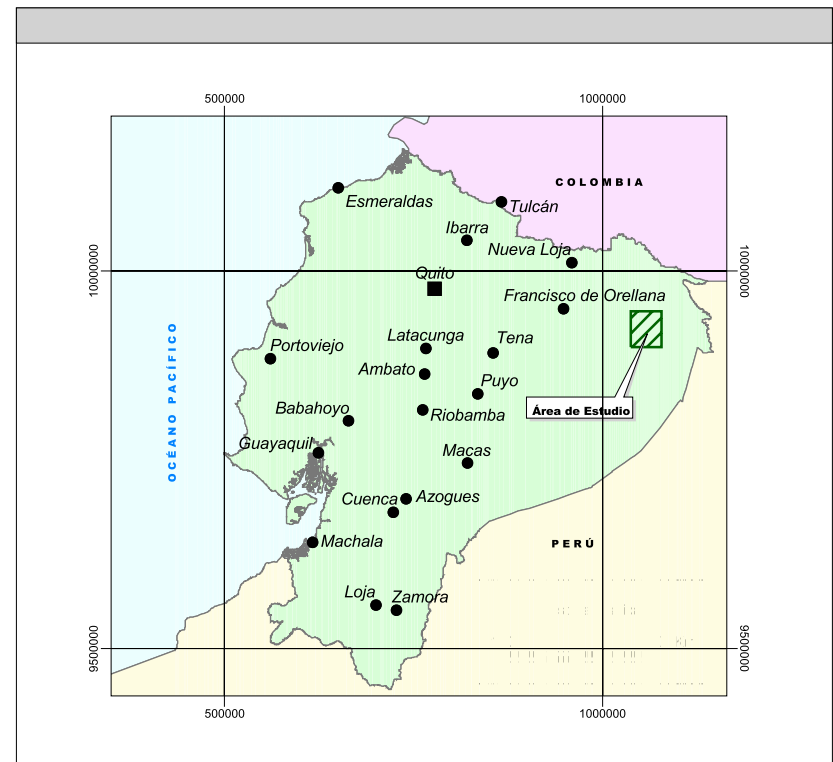 500000 1000000
COLOMBIA
Esmeraldas
Tulcán
Ibarra
Nueva Loja
10000000
10000000
Quito
Francisco de Orellana
OCÉANO PACÍFICO
Portoviejo
Latacunga
Tena
Ambato
Puyo
Área de Estudio
Babahoyo
Riobamba
Guayaquil
Macas
Cuenca
Azogues
Machala
PERÚ
Loja
Zamora
9500000
9500000
500000 1000000